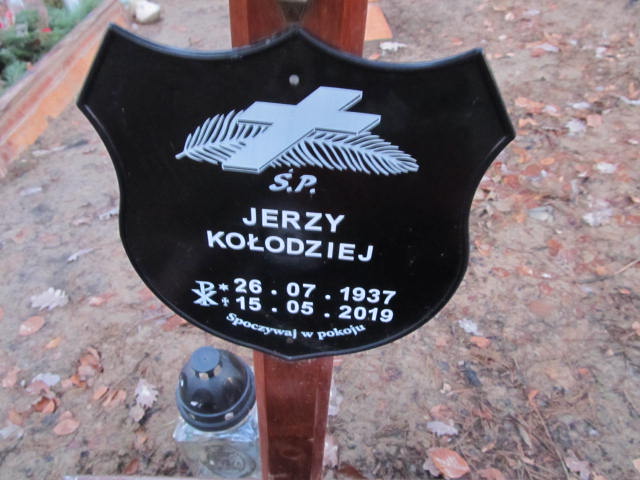 Ś.P.
JERZY
KOŁODZIEJ
* 26 . 07 . 1937
† 15 . 05 . 2019
Spoczywaj w pokoju